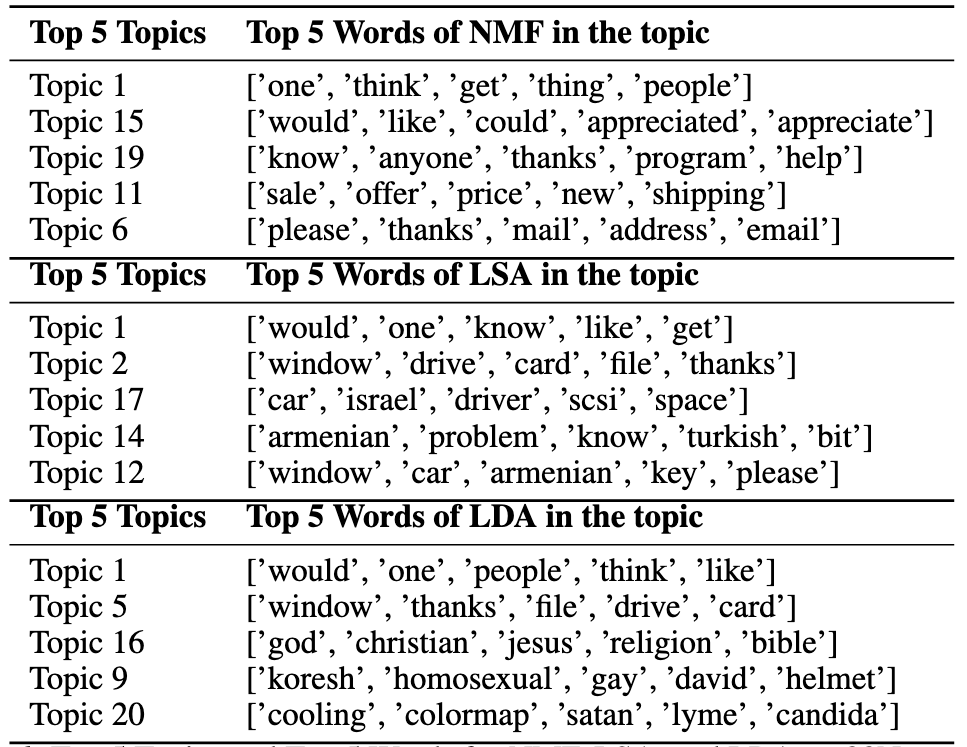 Top 5 Topics Top 5 Words of NMF in the topic
Topic 1 ['one', 'think', 'get', 'thing', 'people']
Topic 15 ['would', 'like', 'could', 'appreciated', 'appreciate']
Topic 19 ['know', 'anyone', 'thanks', 'program', 'help']
Topic 11 ['sale', 'offer', 'price', 'new', 'shipping']
Topic 6 ['please', 'thanks', 'mail', 'address', 'email']
Top 5 Topics Top 5 Words of LSA in the topic
Topic 1 ['would', 'one', 'know', 'like', 'get']
Topic 2 ['window', 'drive', 'card', 'file', 'thanks']
Topic 17 ['car', 'israel', 'driver', 'scsi', 'space']
Topic 14 ['armenian', 'problem', 'know', 'turkish', 'bit']
Topic 12 ['window', 'car', 'armenian', 'key', 'please']
Top 5 Topics Top 5 Words of LDA in the topic
Topic 1 ['would', 'one', 'people', 'think', 'like']
Topic 5 ['window', 'thanks', 'file', 'drive', 'card']
Topic 16 ['god', 'christian', 'jesus', 'religion', 'bible']
Topic 9 ['koresh', 'homosexual', 'gay', 'david', 'helmet']
Topic 20 ['cooling', 'colormap', 'satan', 'lyme', 'candida']